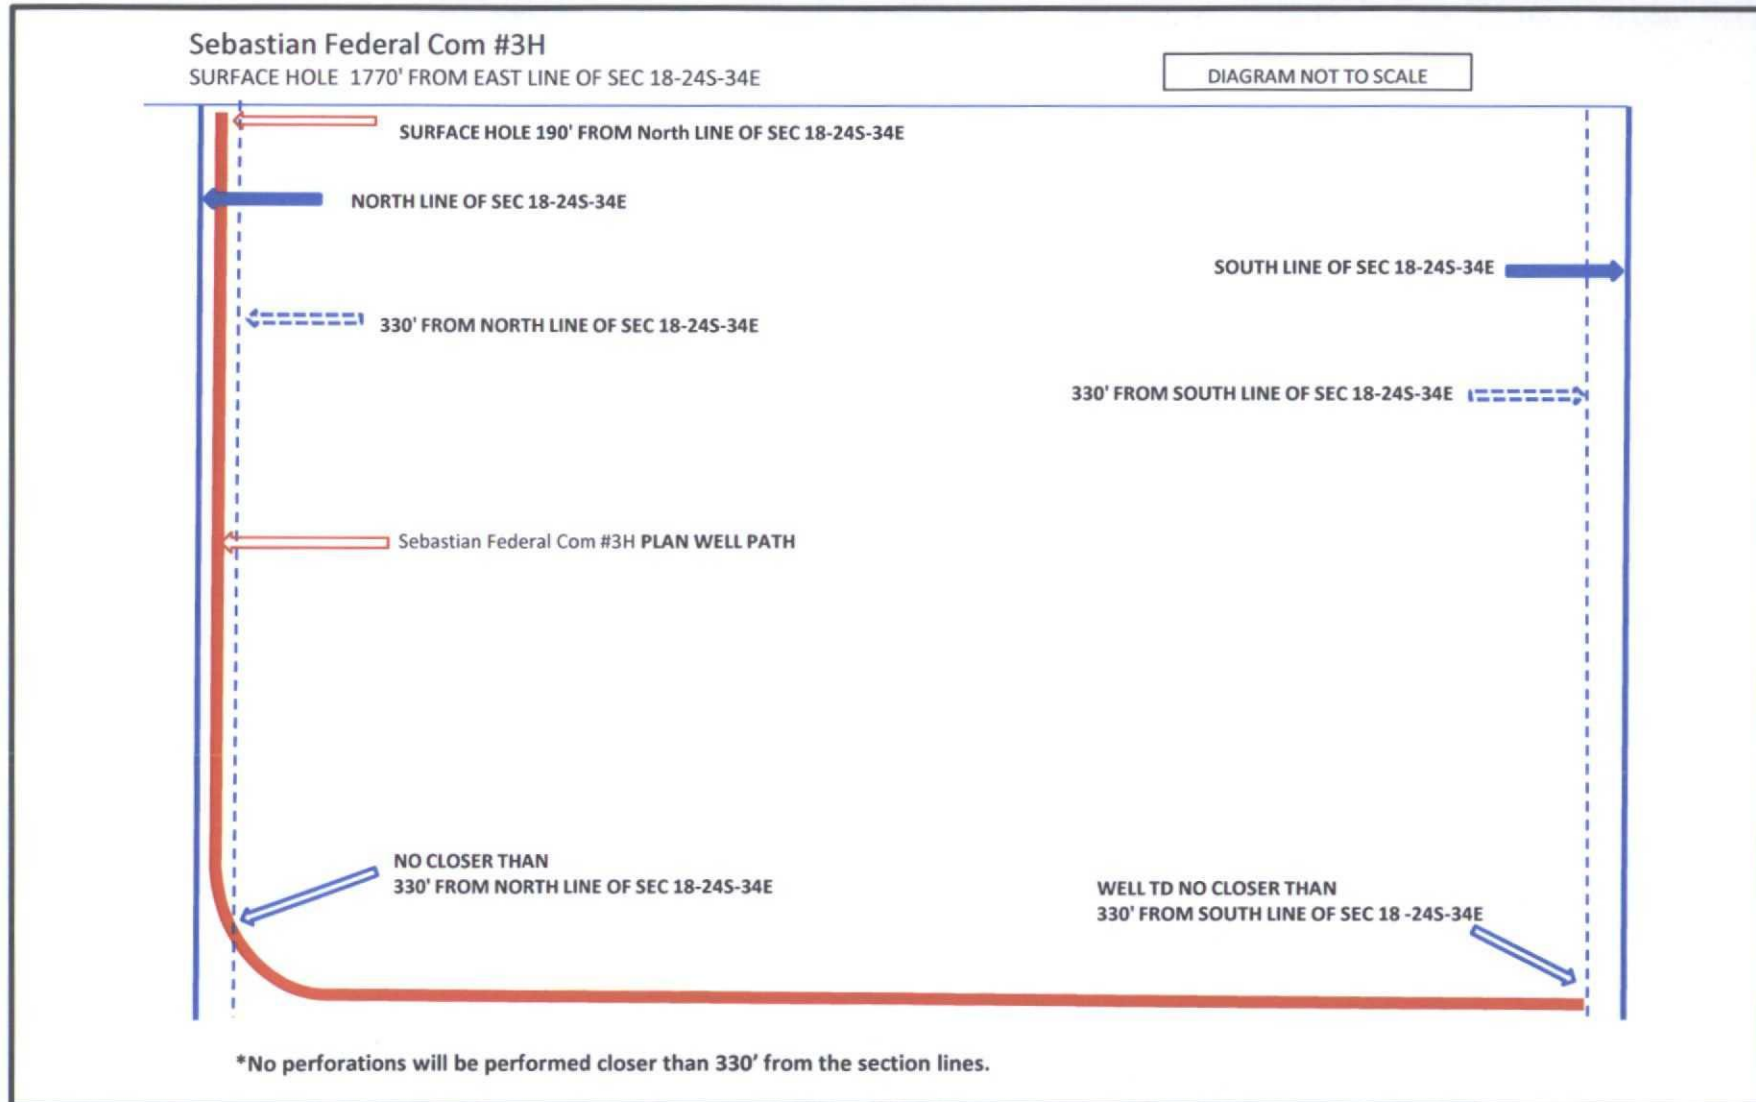 Sebastian Federal Com #3H
SURFACE HOLE 1770' FROM EAST LINE OF SEC 18-24S-34E
DIAGRAM NOT TO SCALE
SURFACE HOLE 190' FROM North LINE OF SEC 18-24S-34E
NORTH LINE OF SEC 18-24S-34E
SOUTH LINE OF SEC 18-24S-34E
330' FROM NORTH LINE OF SEC 18-24S-34E
330' FROM SOUTH LINE OF SEC 18-24S-34E
Sebastian Federal Com #3H PLAN WELL PATH
NO CLOSER THAN
330' FROM NORTH LINE OF SEC 18-24S-34E
WELL TD NO CLOSER THAN
330' FROM SOUTH LINE OF SEC 18 -24S-34E
*No perforations will be performed closer than 330' from the section lines.